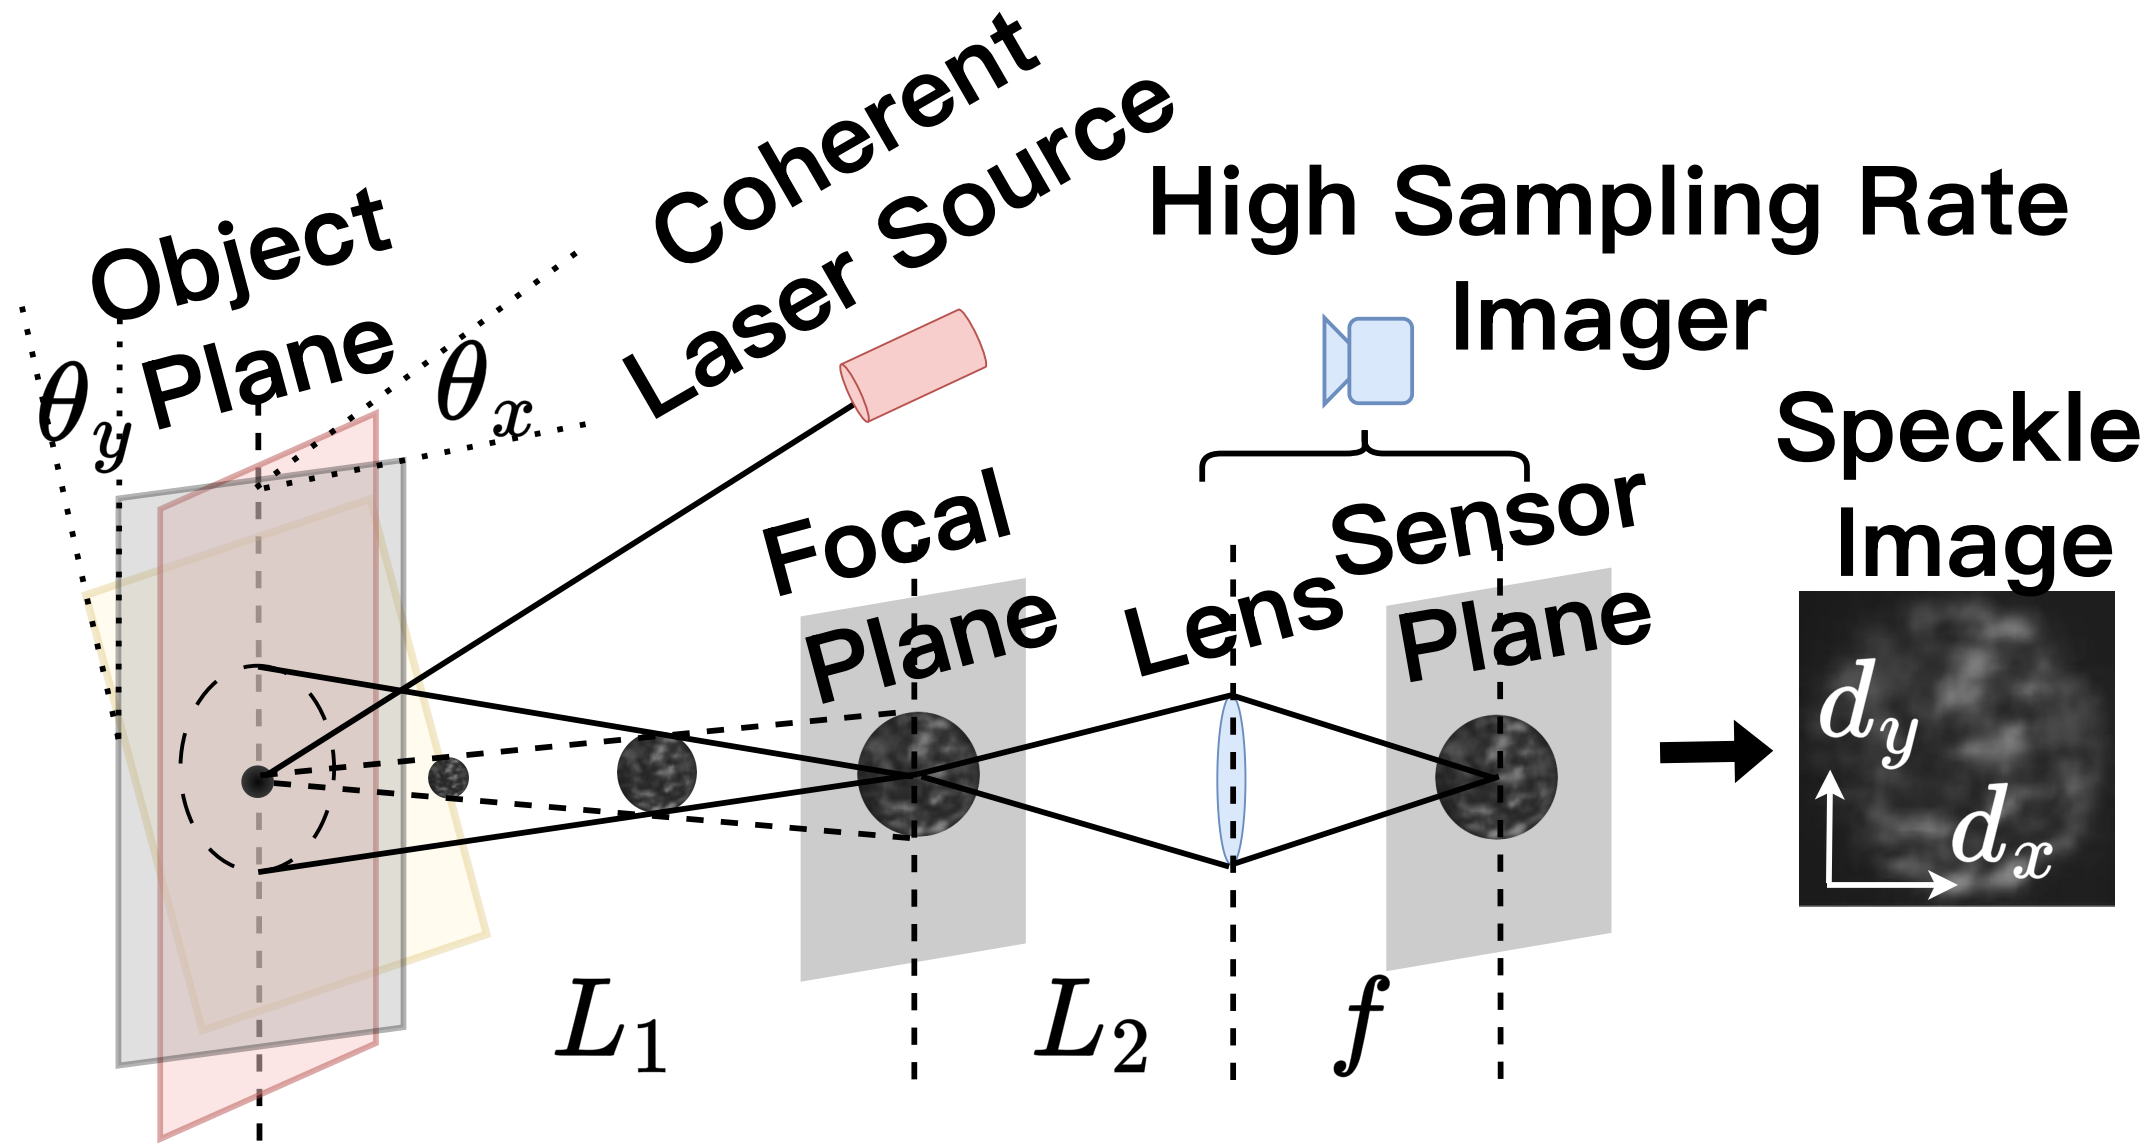 Object
Plane
θy
θx
Coherent
Laser Source
High Sampling Rate
Imager
Focal
Plane
Lens
Sensor
Plane
Speckle
Image
dy
dx
L1
L2
f